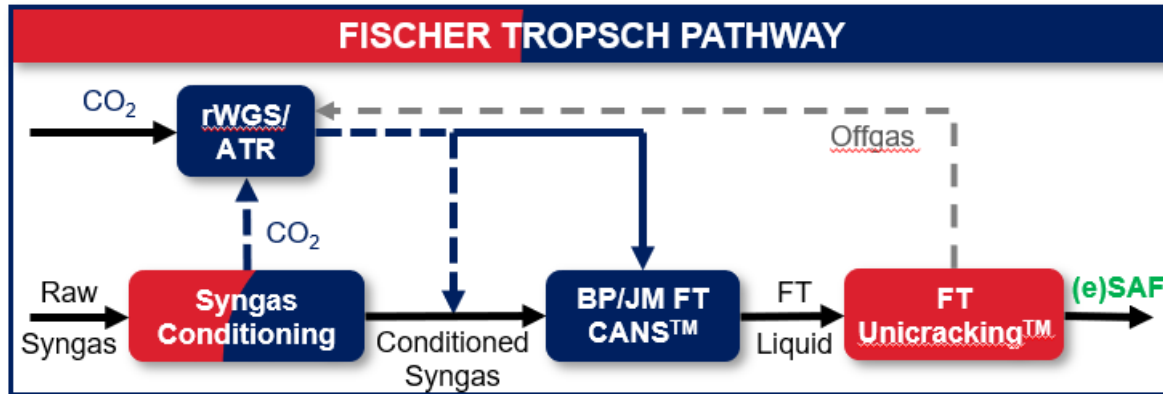 FISCHER TROPSCH PATHWAY
CO₂
rWGS/
ATR
Offgas
CO₂
Raw
Syngas
Syngas
Conditioning
Conditioned
Syngas
BP/JM FT
CANS™
FT
Liquid
FT
Unicracking™
(e)SAF